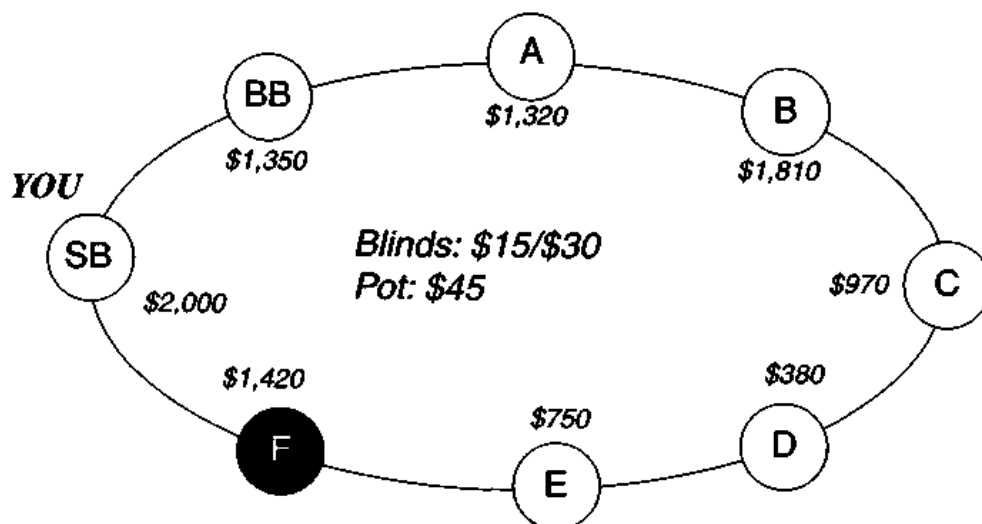 A
BB
B
$1,320
$1,350
$1,810
YOU
SB
Blinds: $15/$30
Pot: $45
C
$970
$2,000
$1,420
$380
$750
F
D
E